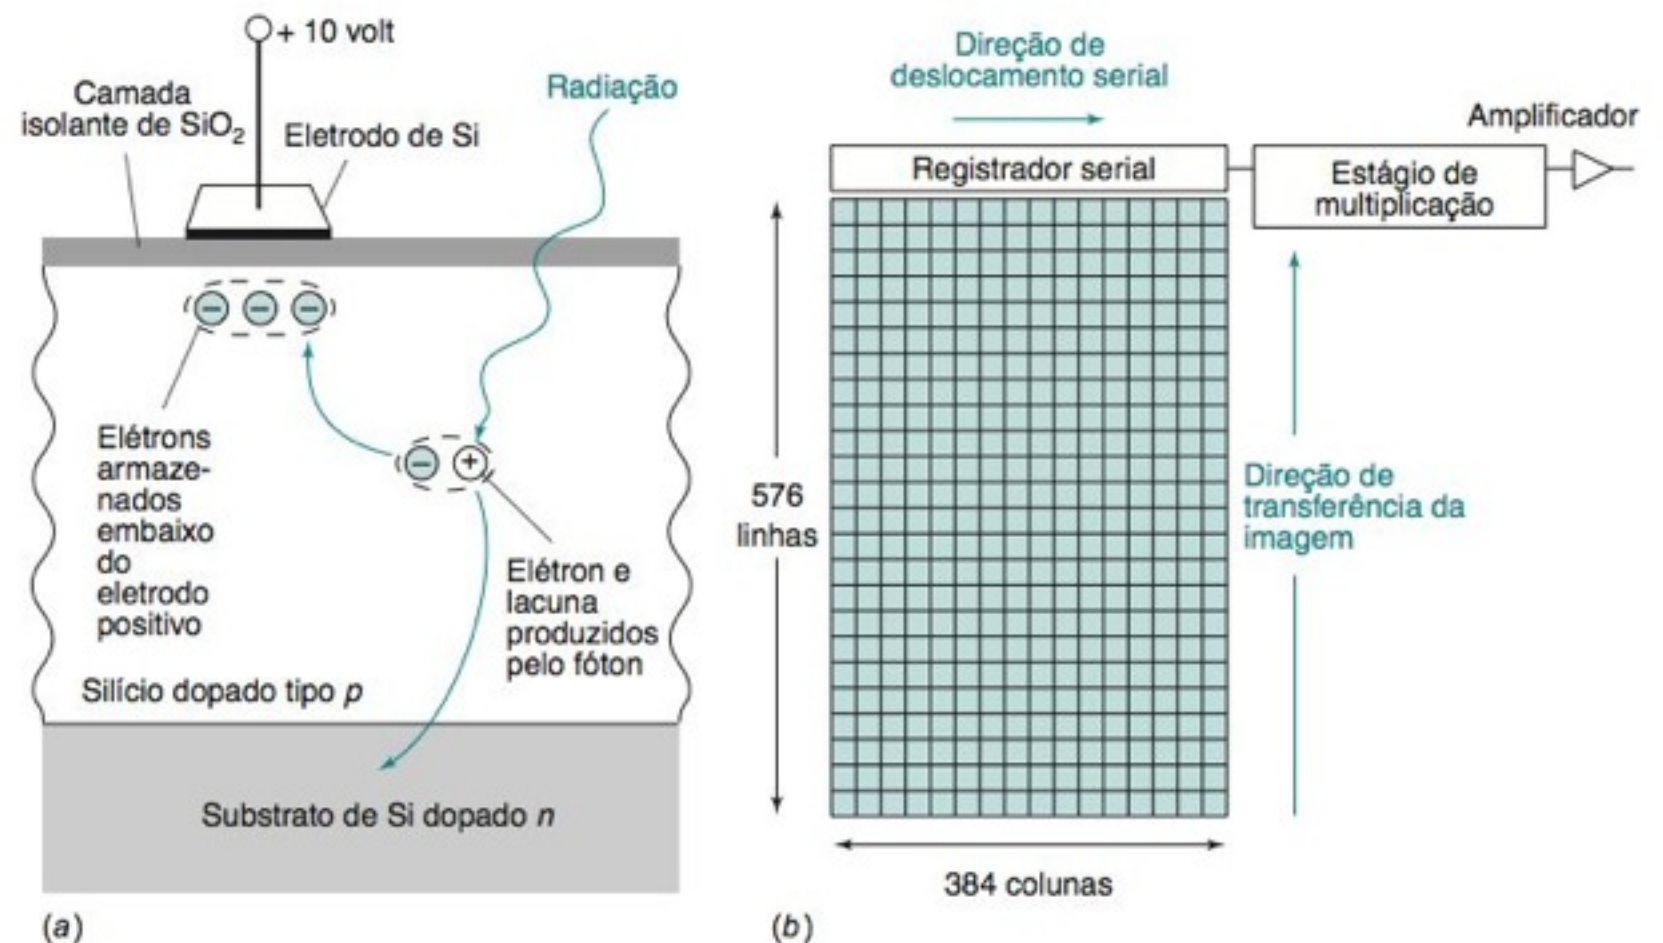 + 10 volt
Camada
isolante de SiO₂
Eletrodo de Si
Radiação
−
−
−
−
+
Elétrons
armaze-
nados
embaixo
do
eletrodo
positivo
Elétron e
lacuna
produzidos
pelo fóton
Silício dopado tipo p
Substrato de Si dopado n
(a)
Direção de
deslocamento serial
Amplificador
Registrador serial
Estágio de
multiplicação
576
linhas
Direção de
transferência da
imagem
384 colunas
(b)